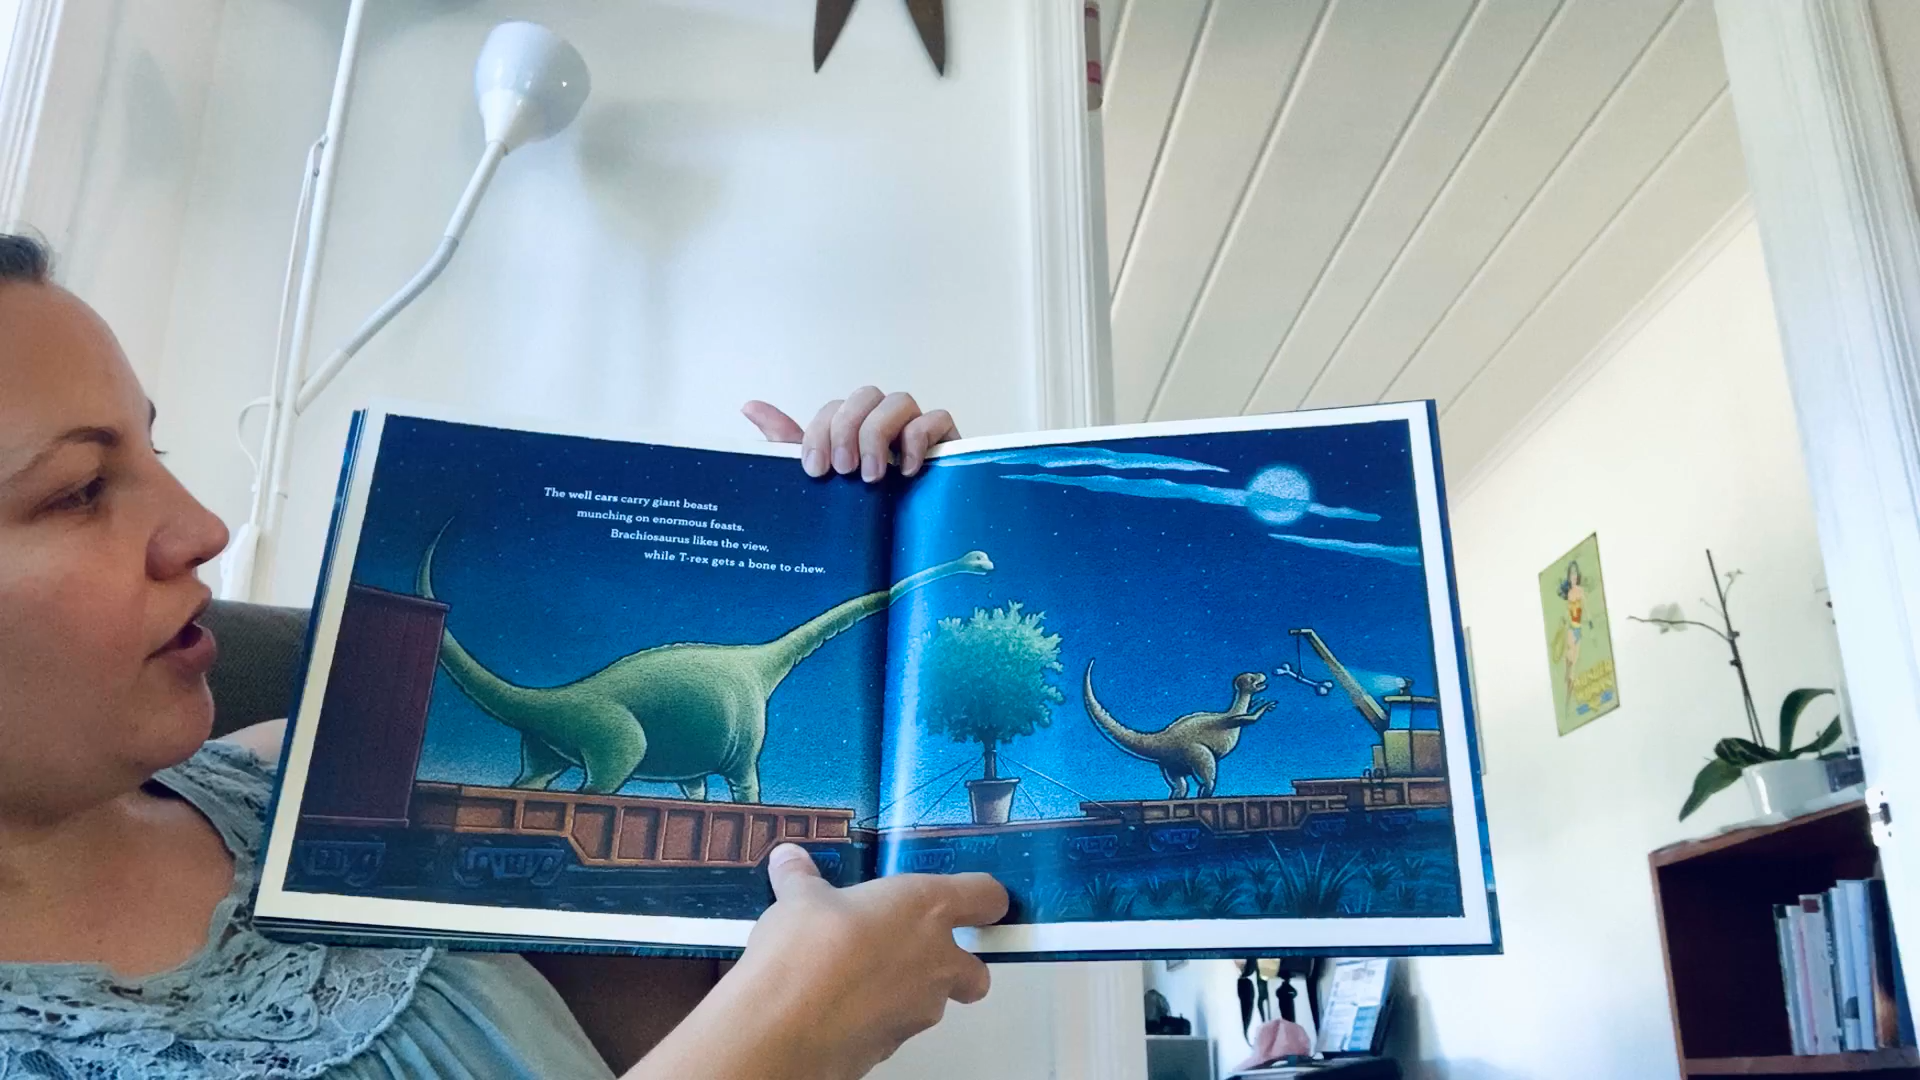 The well cars carry giant beasts
munching on enormous feasts.
Brachiosaurus likes the view,
while T-rex gets a bone to chew.